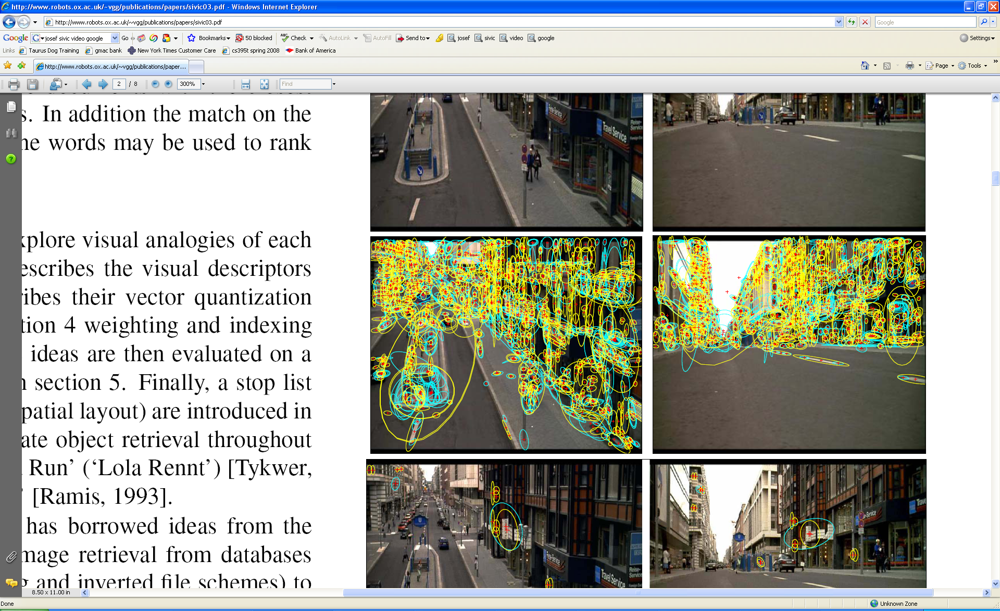 http://www.robots.ox.ac.uk/~vgg/publications/papers/sivic03.pdf - Windows Internet Explorer
http://www.robots.ox.ac.uk/~vgg/publications/papers/sivic03.pdf
Google
Google josef sivic video google Go Bookmarks 50 blocked Check AutoLink AutoFill Send to josef sivic video google Settings
Links Taurus Dog Training gmac bank New York Times Customer Care cs395t spring 2008 Bank of America
http://www.robots.ox.ac.uk/~vgg/publications/paper... Page Tools
2 / 8 300% Find
s. In addition the match on the
ne words may be used to rank
xplore visual analogies of each
escribes the visual descriptors
ribes their vector quantization
tion 4 weighting and indexing
ideas are then evaluated on a
n section 5. Finally, a stop list
patial layout) are introduced in
ate object retrieval throughout
Run’ (‘Lola Rennt’) [Tykwer,
’ [Ramis, 1993].
has borrowed ideas from the
mage retrieval from databases
g and inverted file schemes) to
Travel Service
Reise-
Service
Travel Service
Reise-
Service
-Service
Trave
U
8.50 x 11.00 in
Done
Unknown Zone